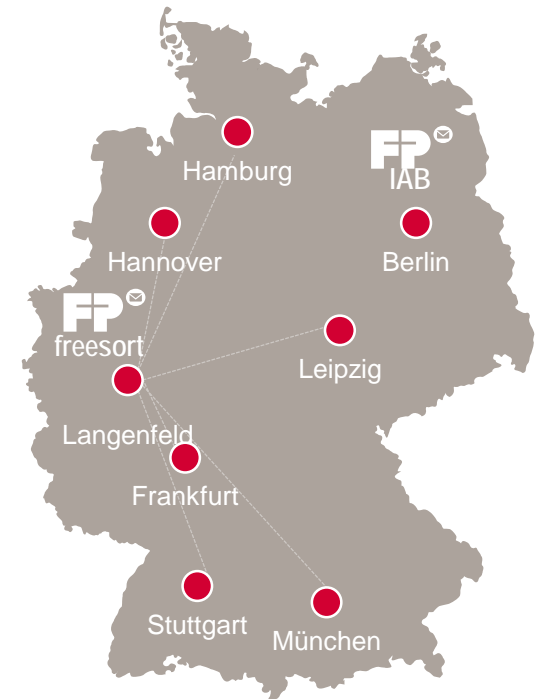 Hamburg
FP
IAB
Hannover
Berlin
FP
freesort
Leipzig
Langenfeld
Frankfurt
Stuttgart
München